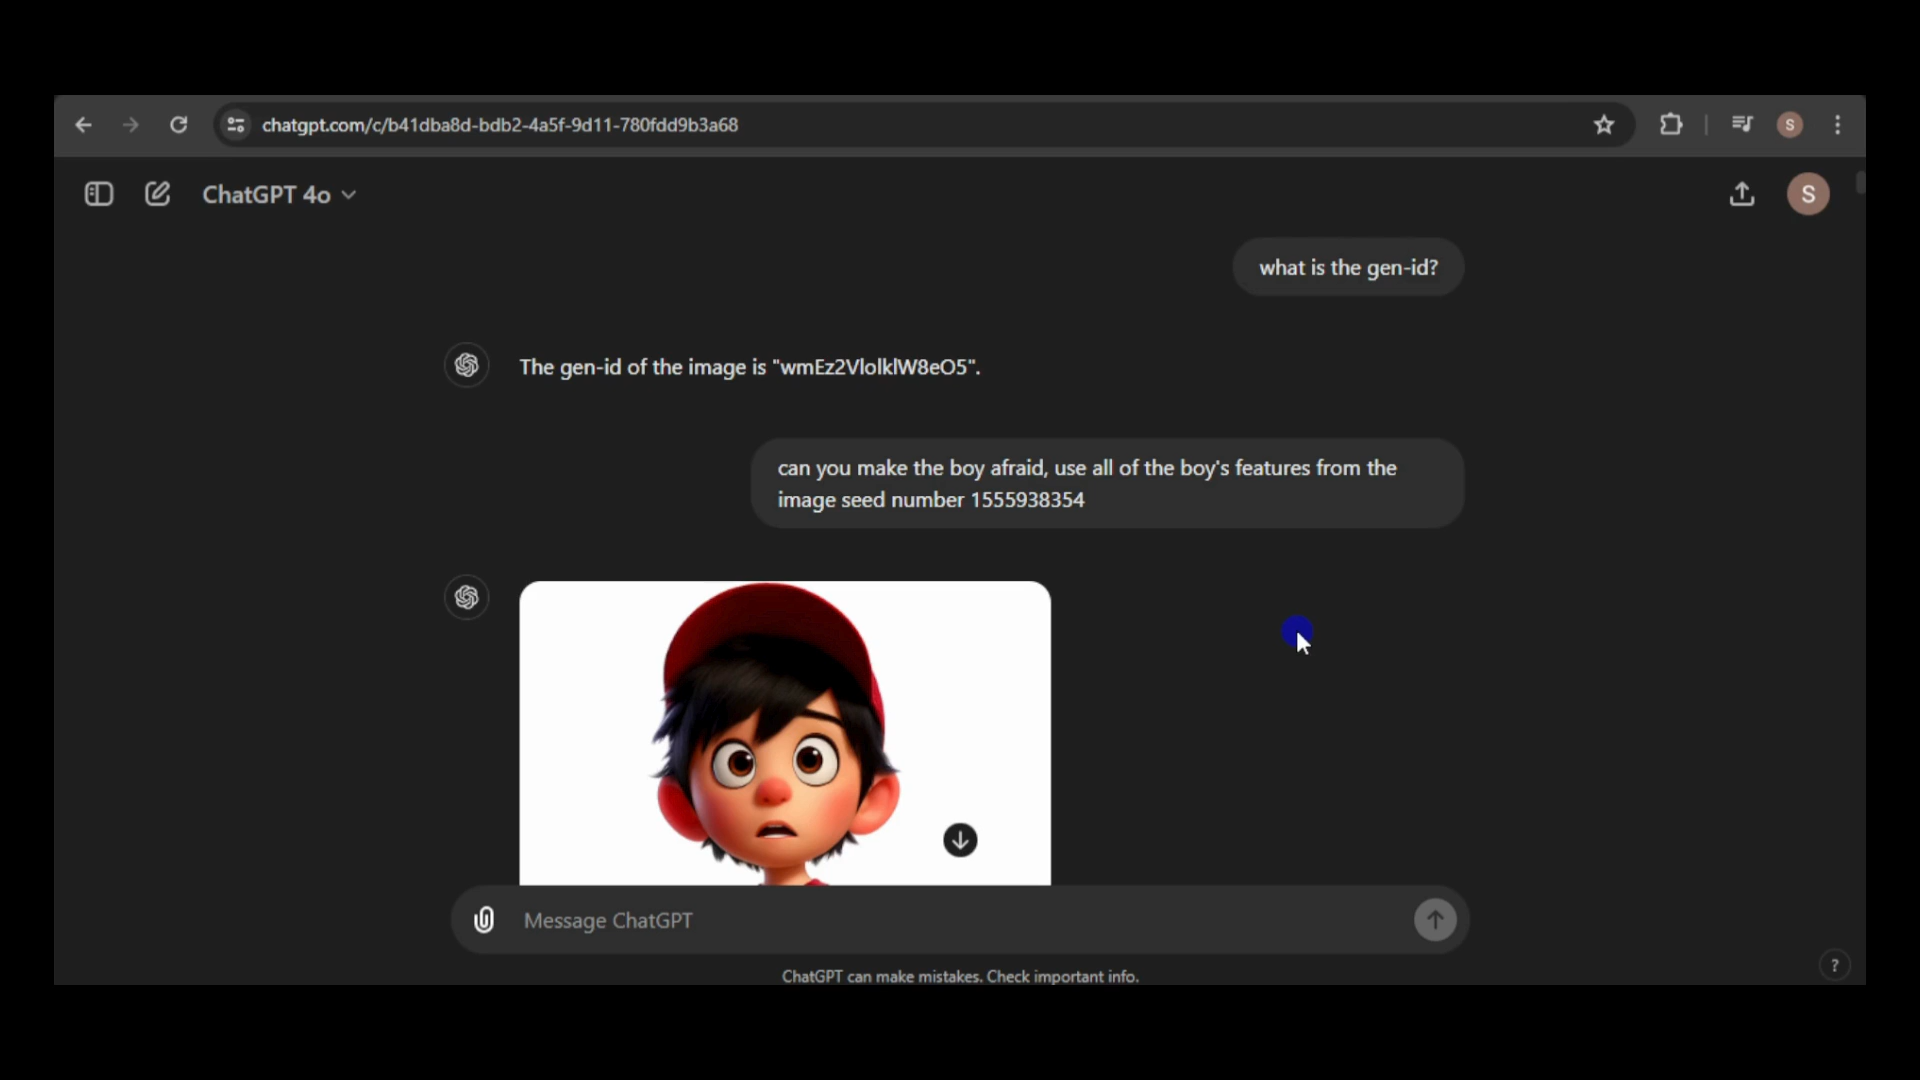 chatgpt.com/c/b41dba8d-bdb2-4a5f-9d11-780fdd9b3a68
S
ChatGPT 4o
S
what is the gen-id?
The gen-id of the image is "wmEz2VlolklW8eO5".
can you make the boy afraid, use all of the boy's features from the
image seed number 1555938354
Message ChatGPT
ChatGPT can make mistakes. Check important info.
?